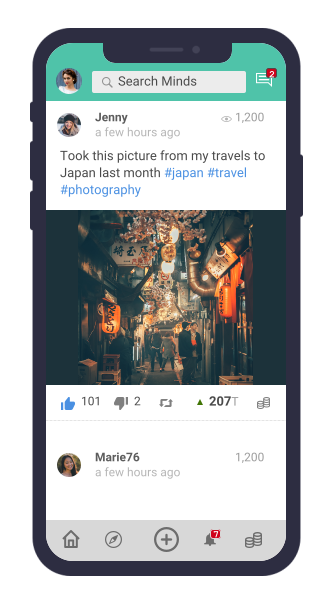 Search Minds
2
Jenny
1,200
a few hours ago
Took this picture from my travels to
Japan last month #japan #travel
#photography
101
2
207T
Marie76
1,200
a few hours ago
7